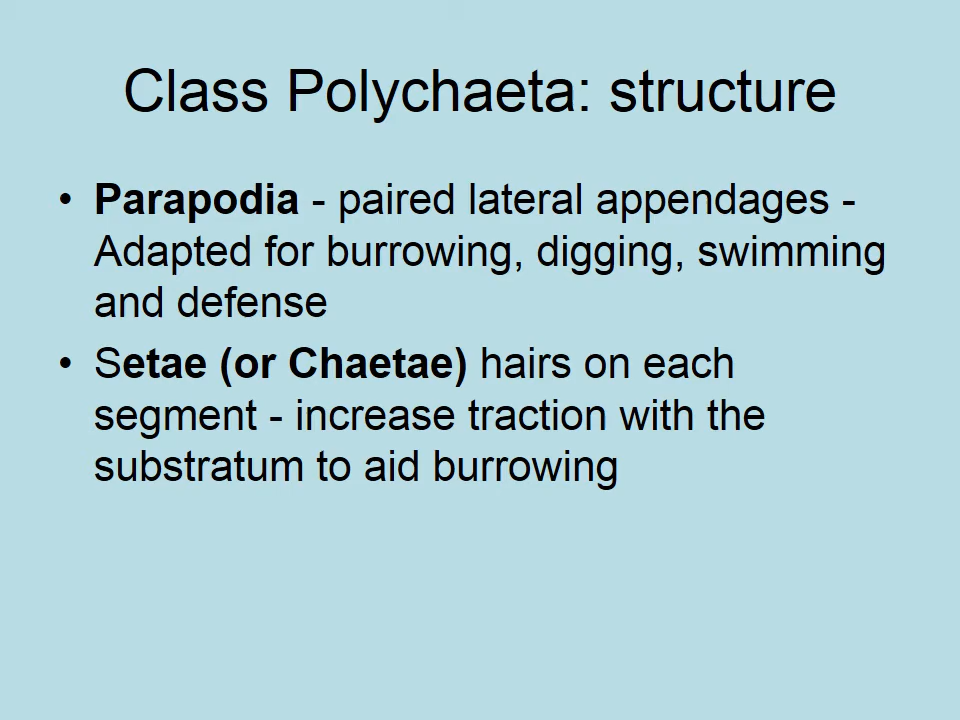 Class Polychaeta: structure
• Parapodia - paired lateral appendages -
Adapted for burrowing, digging, swimming
and defense
• Setae (or Chaetae) hairs on each
segment - increase traction with the
substratum to aid burrowing